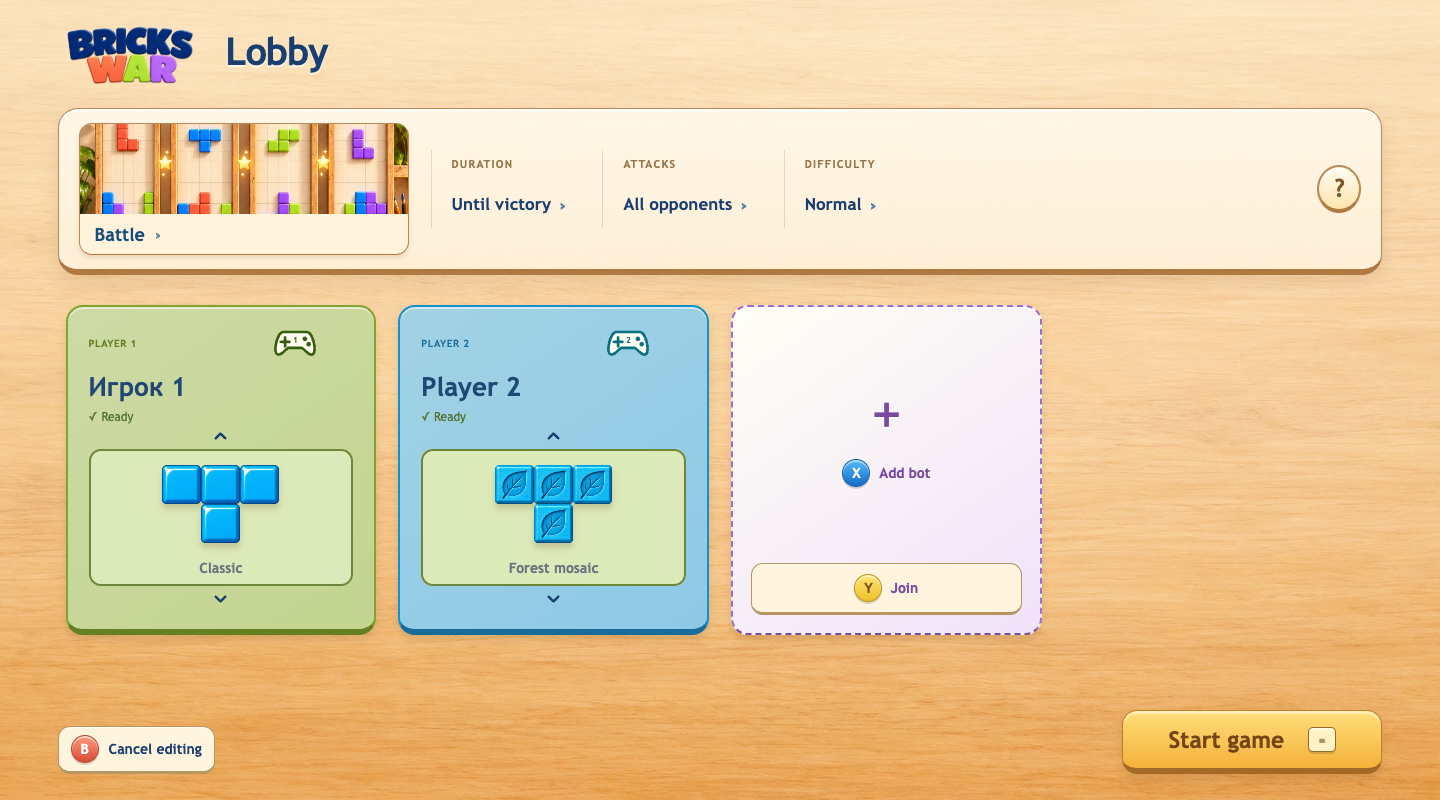 BRICKS
WAR
Lobby
Battle ›
DURATION
Until victory ›
ATTACKS
All opponents ›
DIFFICULTY
Normal ›
?
PLAYER 1
1
Игрок 1
✓ Ready
Classic
PLAYER 2
2
Player 2
✓ Ready
Forest mosaic
+
X Add bot
Y Join
B Cancel editing
Start game